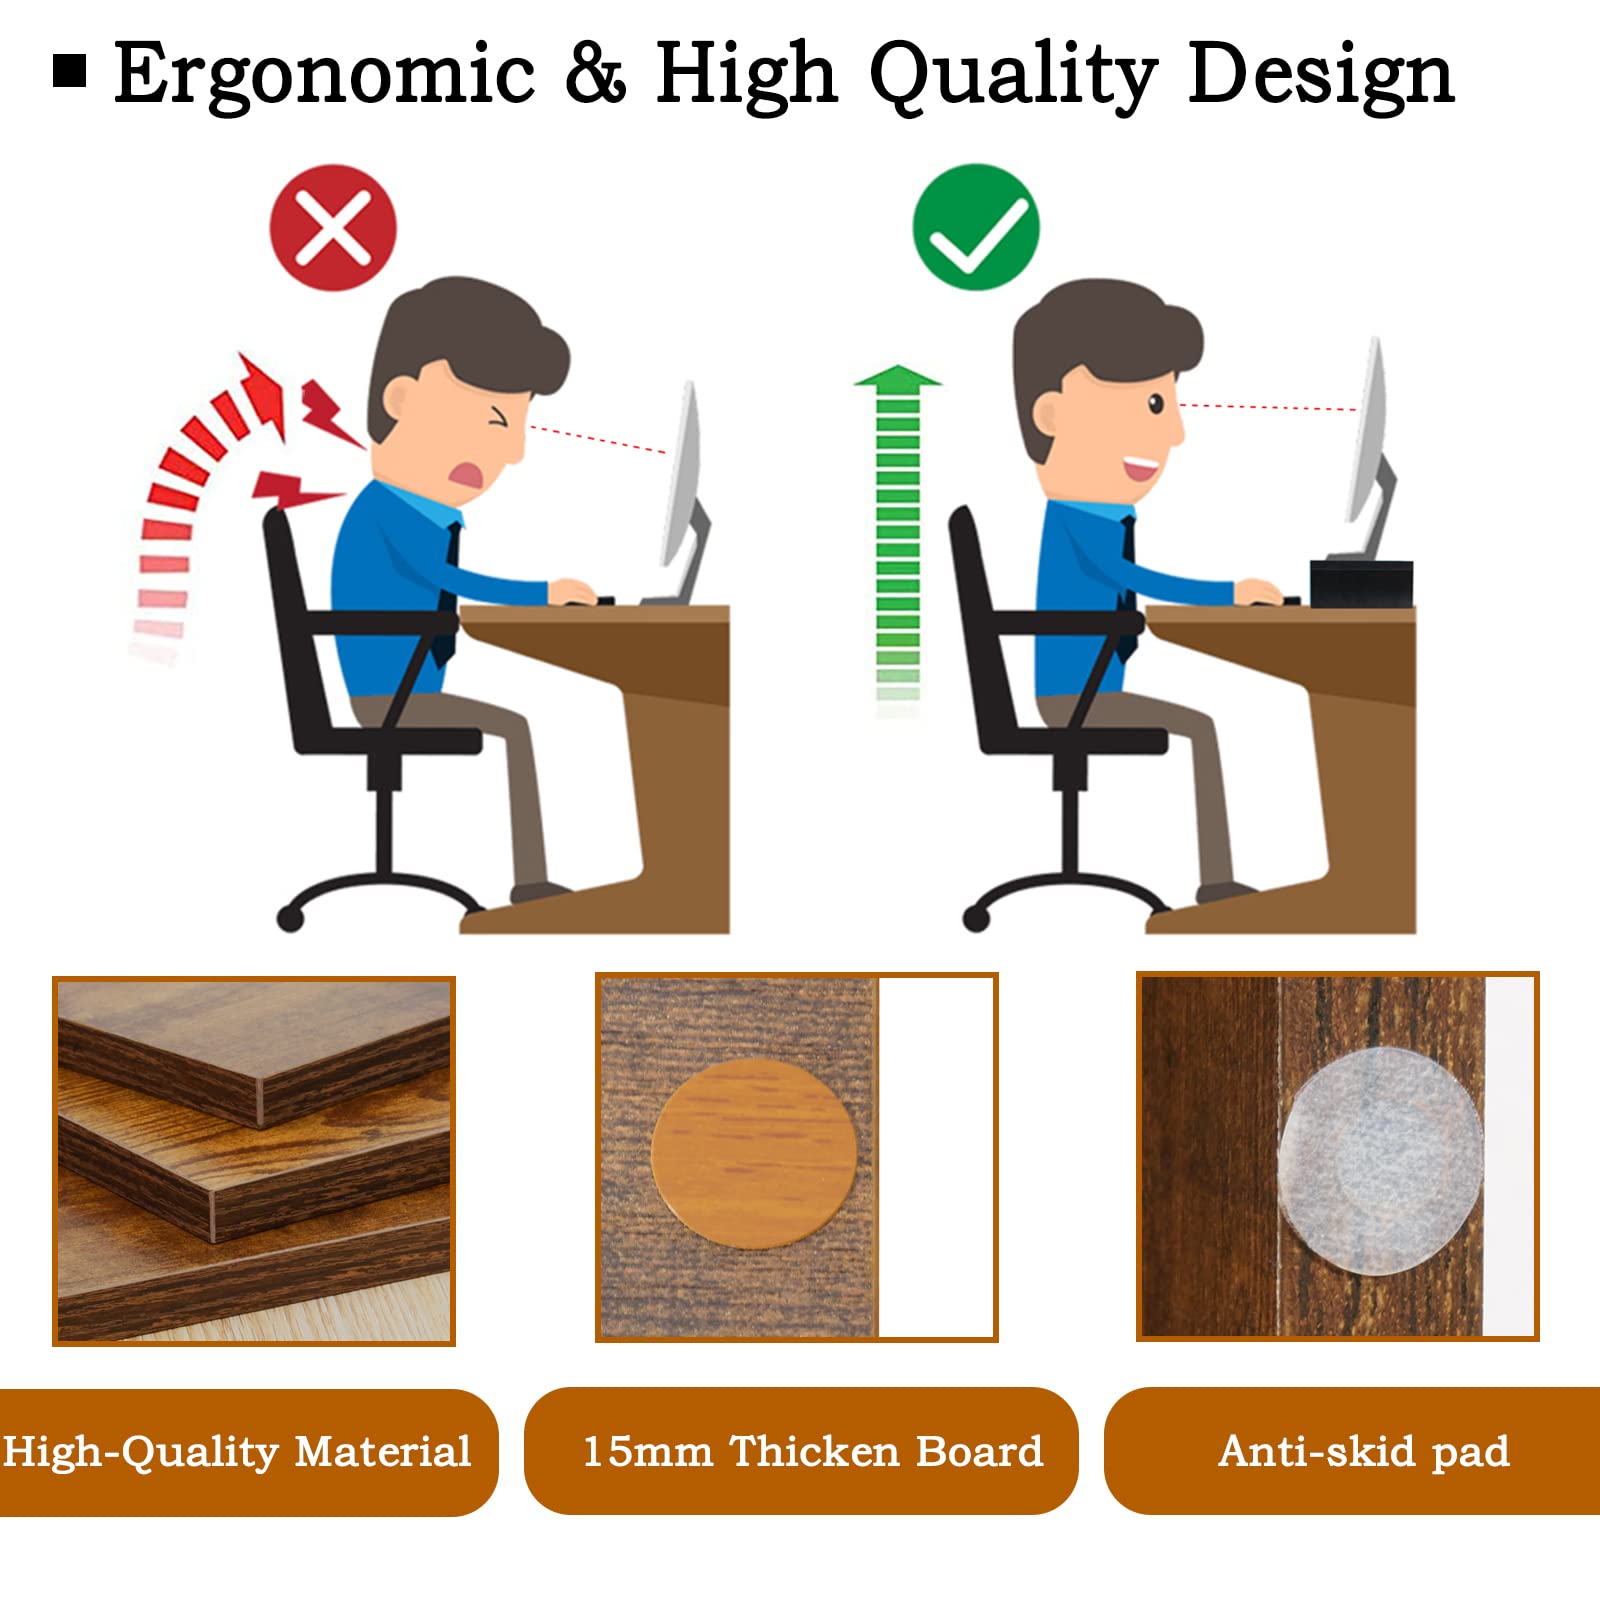 Ergonomic & High Quality Design
High-Quality Material
15mm Thicken Board
Anti-skid pad